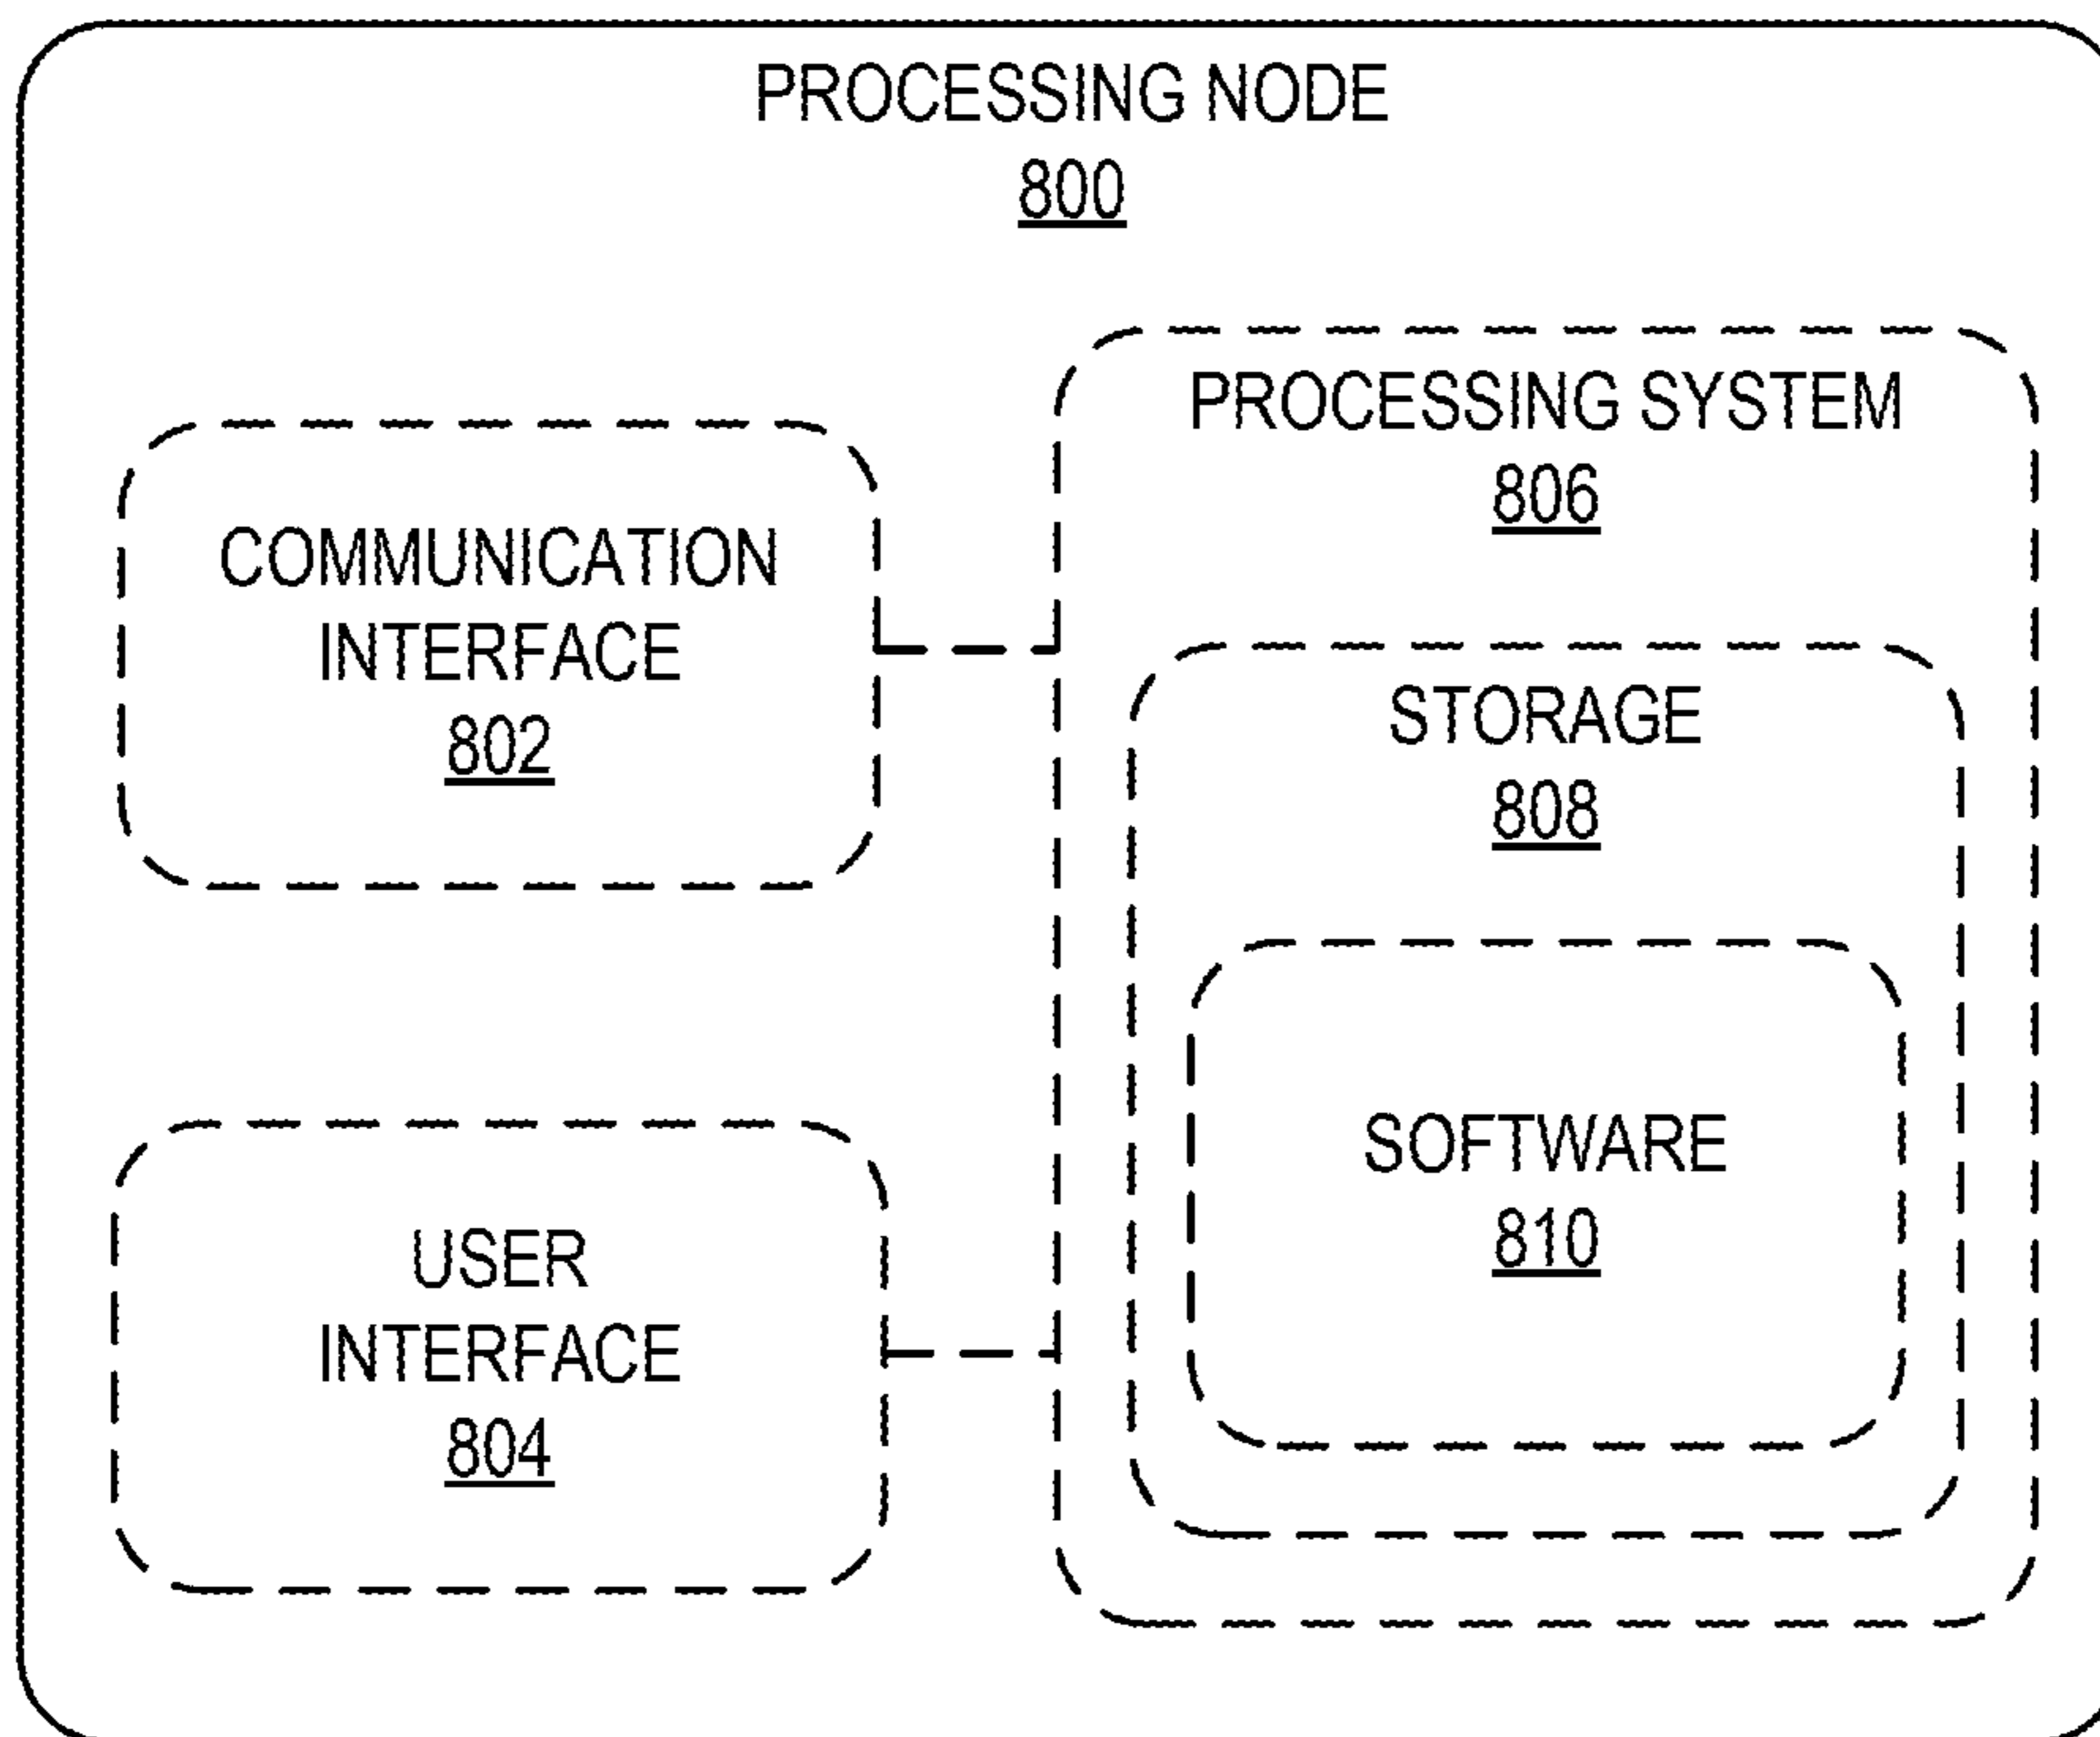 PROCESSING NODE
800
COMMUNICATION
INTERFACE
802
USER
INTERFACE
804
PROCESSING SYSTEM
806
STORAGE
808
SOFTWARE
810